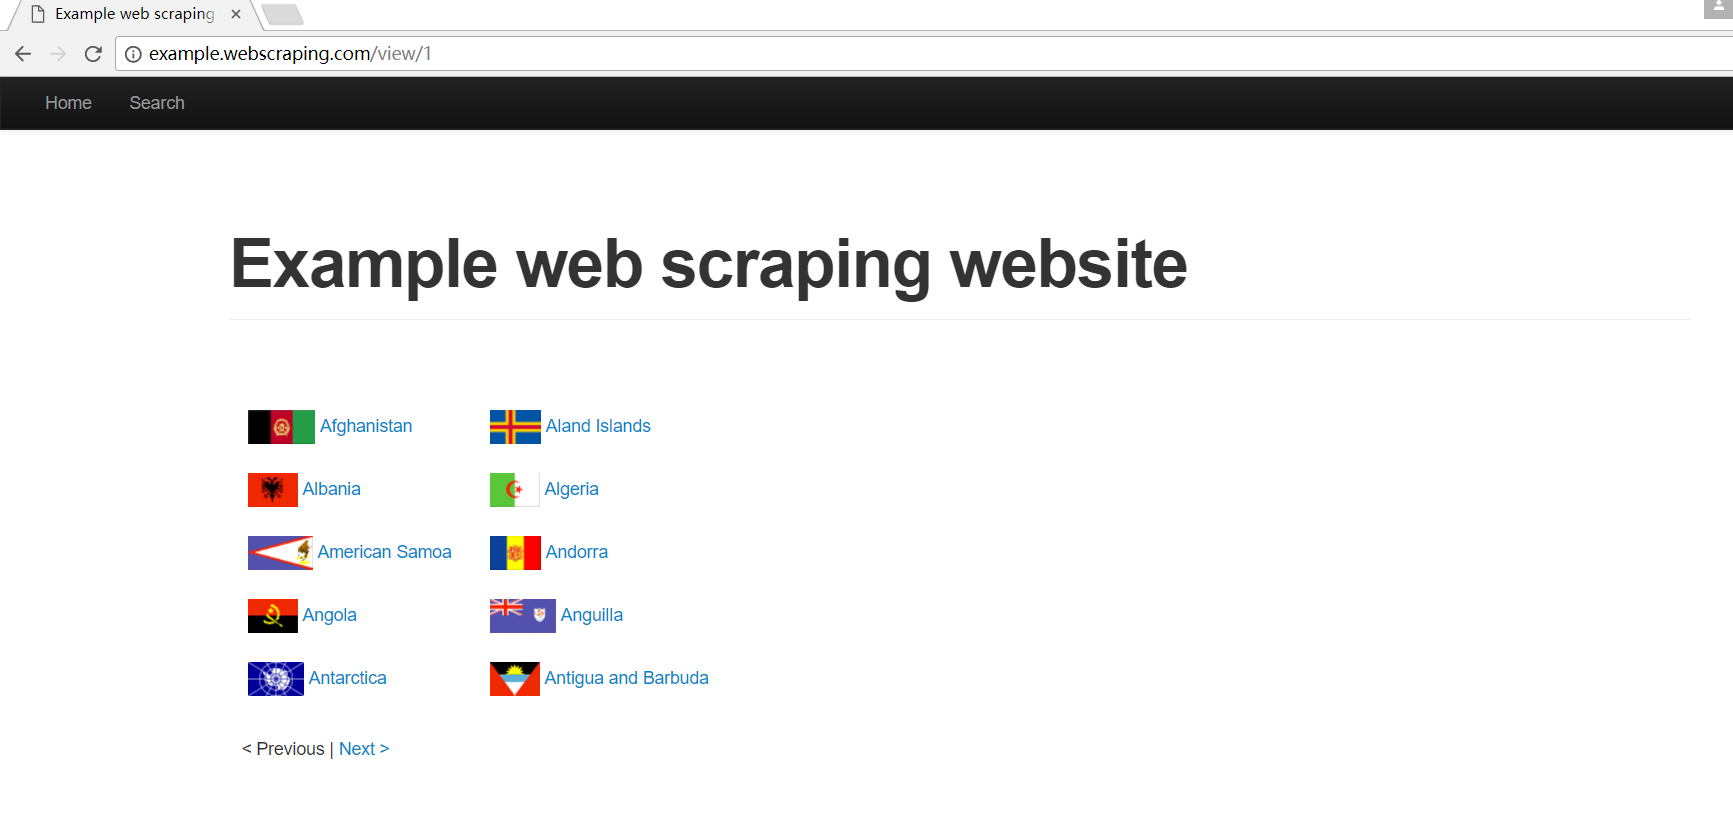 Example web scraping
example.webscraping.com/view/1
Home Search
Example web scraping website
Afghanistan Aland Islands
Albania Algeria
American Samoa Andorra
Angola Anguilla
Antarctica Antigua and Barbuda
< Previous | Next >